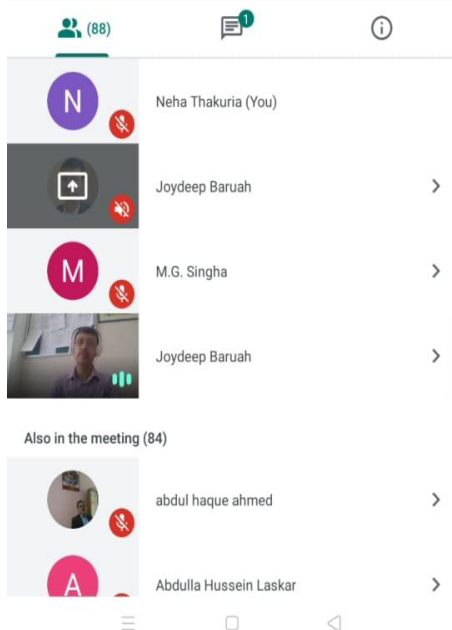 (88)
1
N
Neha Thakuria (You)
Joydeep Baruah
M
M.G. Singha
Joydeep Baruah
Also in the meeting (84)
abdul haque ahmed
A
Abdulla Hussein Laskar